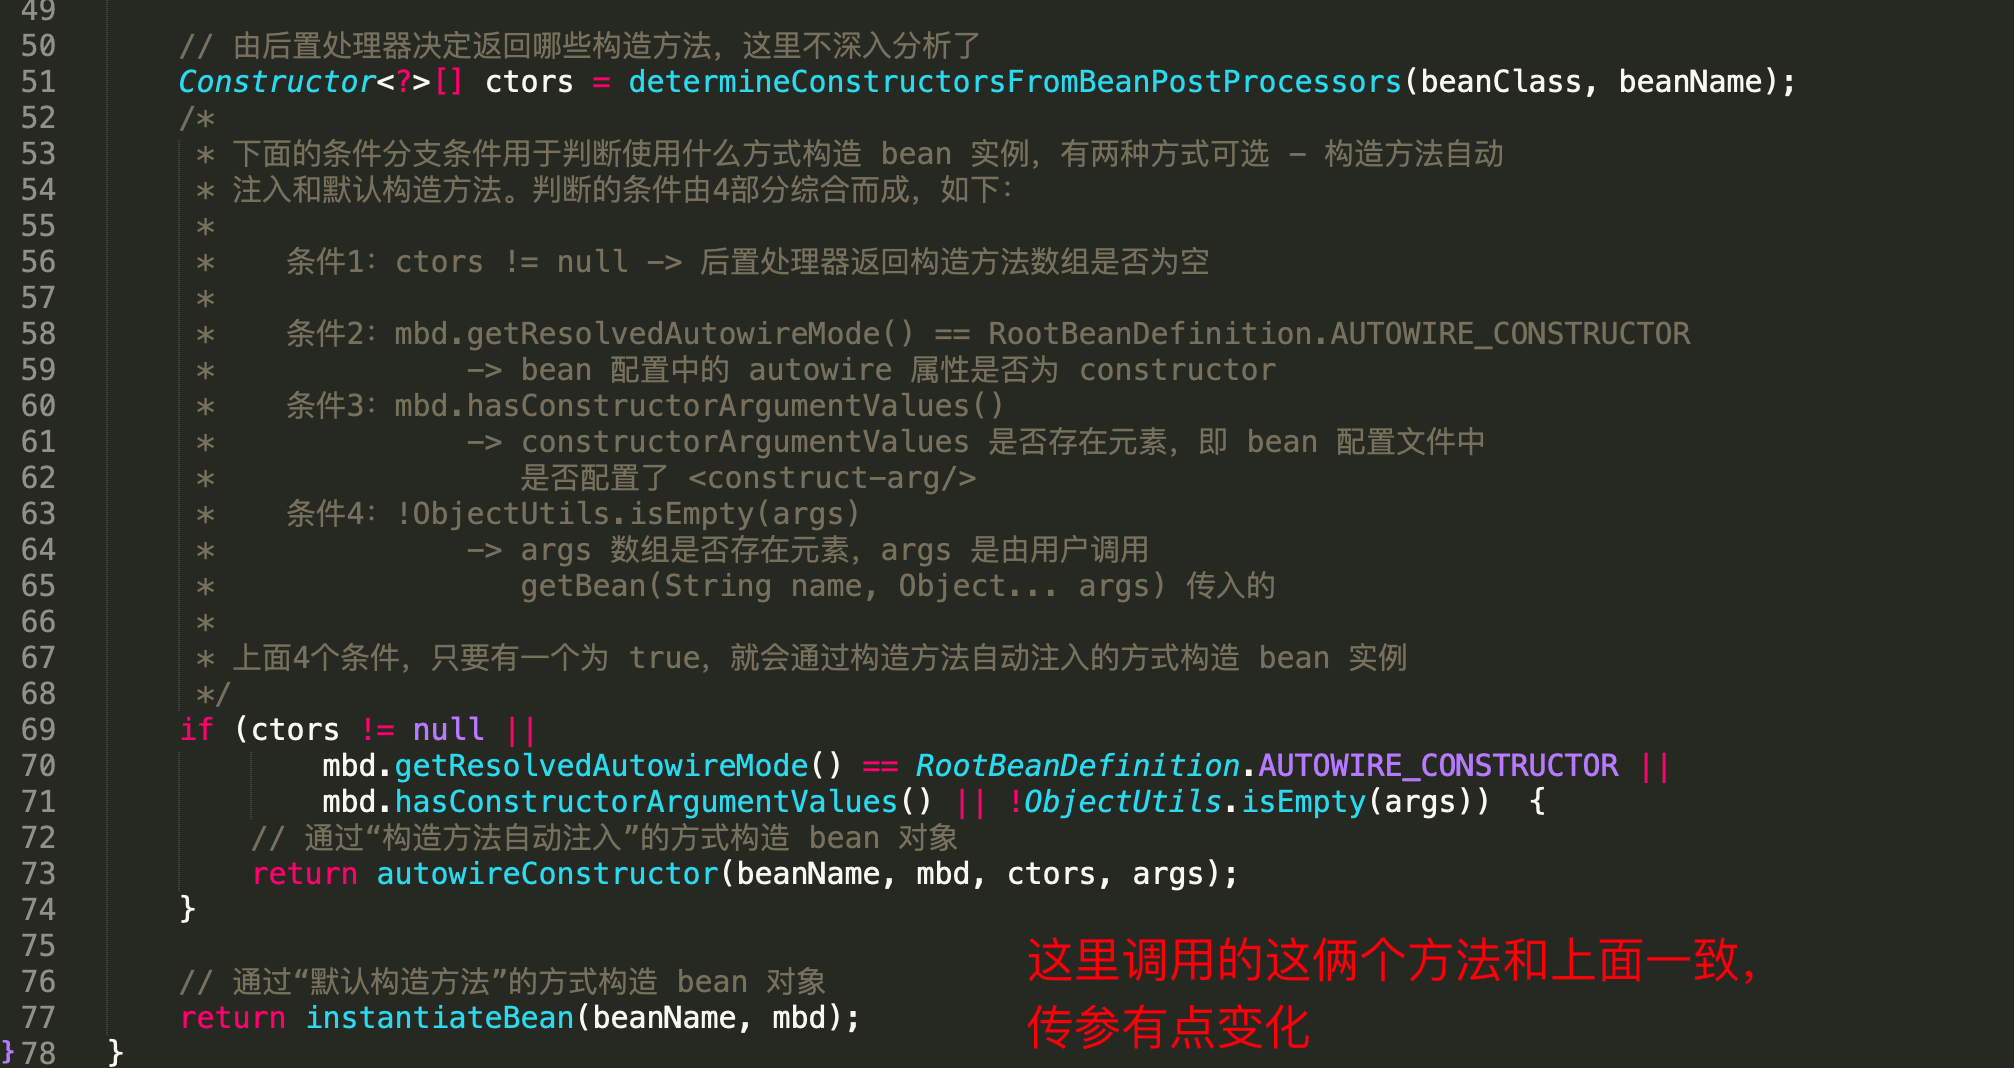 49
50 // 由后置处理器决定返回哪些构造方法，这里不深入分析了
51 Constructor<?>[] ctors = determineConstructorsFromBeanPostProcessors(beanClass, beanName);
52 /*
53 * 下面的条件分支条件用于判断使用什么方式构造 bean 实例，有两种方式可选 - 构造方法自动
54 * 注入和默认构造方法。判断的条件由4部分综合而成，如下：
55 *
56 * 条件1：ctors != null -> 后置处理器返回构造方法数组是否为空
57 *
58 * 条件2：mbd.getResolvedAutowireMode() == RootBeanDefinition.AUTOWIRE_CONSTRUCTOR
59 * -> bean 配置中的 autowire 属性是否为 constructor
60 * 条件3：mbd.hasConstructorArgumentValues()
61 * -> constructorArgumentValues 是否存在元素，即 bean 配置文件中
62 * 是否配置了 <construct-arg/>
63 * 条件4：!ObjectUtils.isEmpty(args)
64 * -> args 数组是否存在元素，args 是由用户调用
65 * getBean(String name, Object... args) 传入的
66 *
67 * 上面4个条件，只要有一个为 true，就会通过构造方法自动注入的方式构造 bean 实例
68 */
69 if (ctors != null ||
70 mbd.getResolvedAutowireMode() == RootBeanDefinition.AUTOWIRE_CONSTRUCTOR ||
71 mbd.hasConstructorArgumentValues() || !ObjectUtils.isEmpty(args)) {
72 // 通过“构造方法自动注入”的方式构造 bean 对象
73 return autowireConstructor(beanName, mbd, ctors, args);
74 }
75
76 // 通过“默认构造方法”的方式构造 bean 对象
77 return instantiateBean(beanName, mbd);
}78 }
这里调用的这俩个方法和上面一致，
传参有点变化